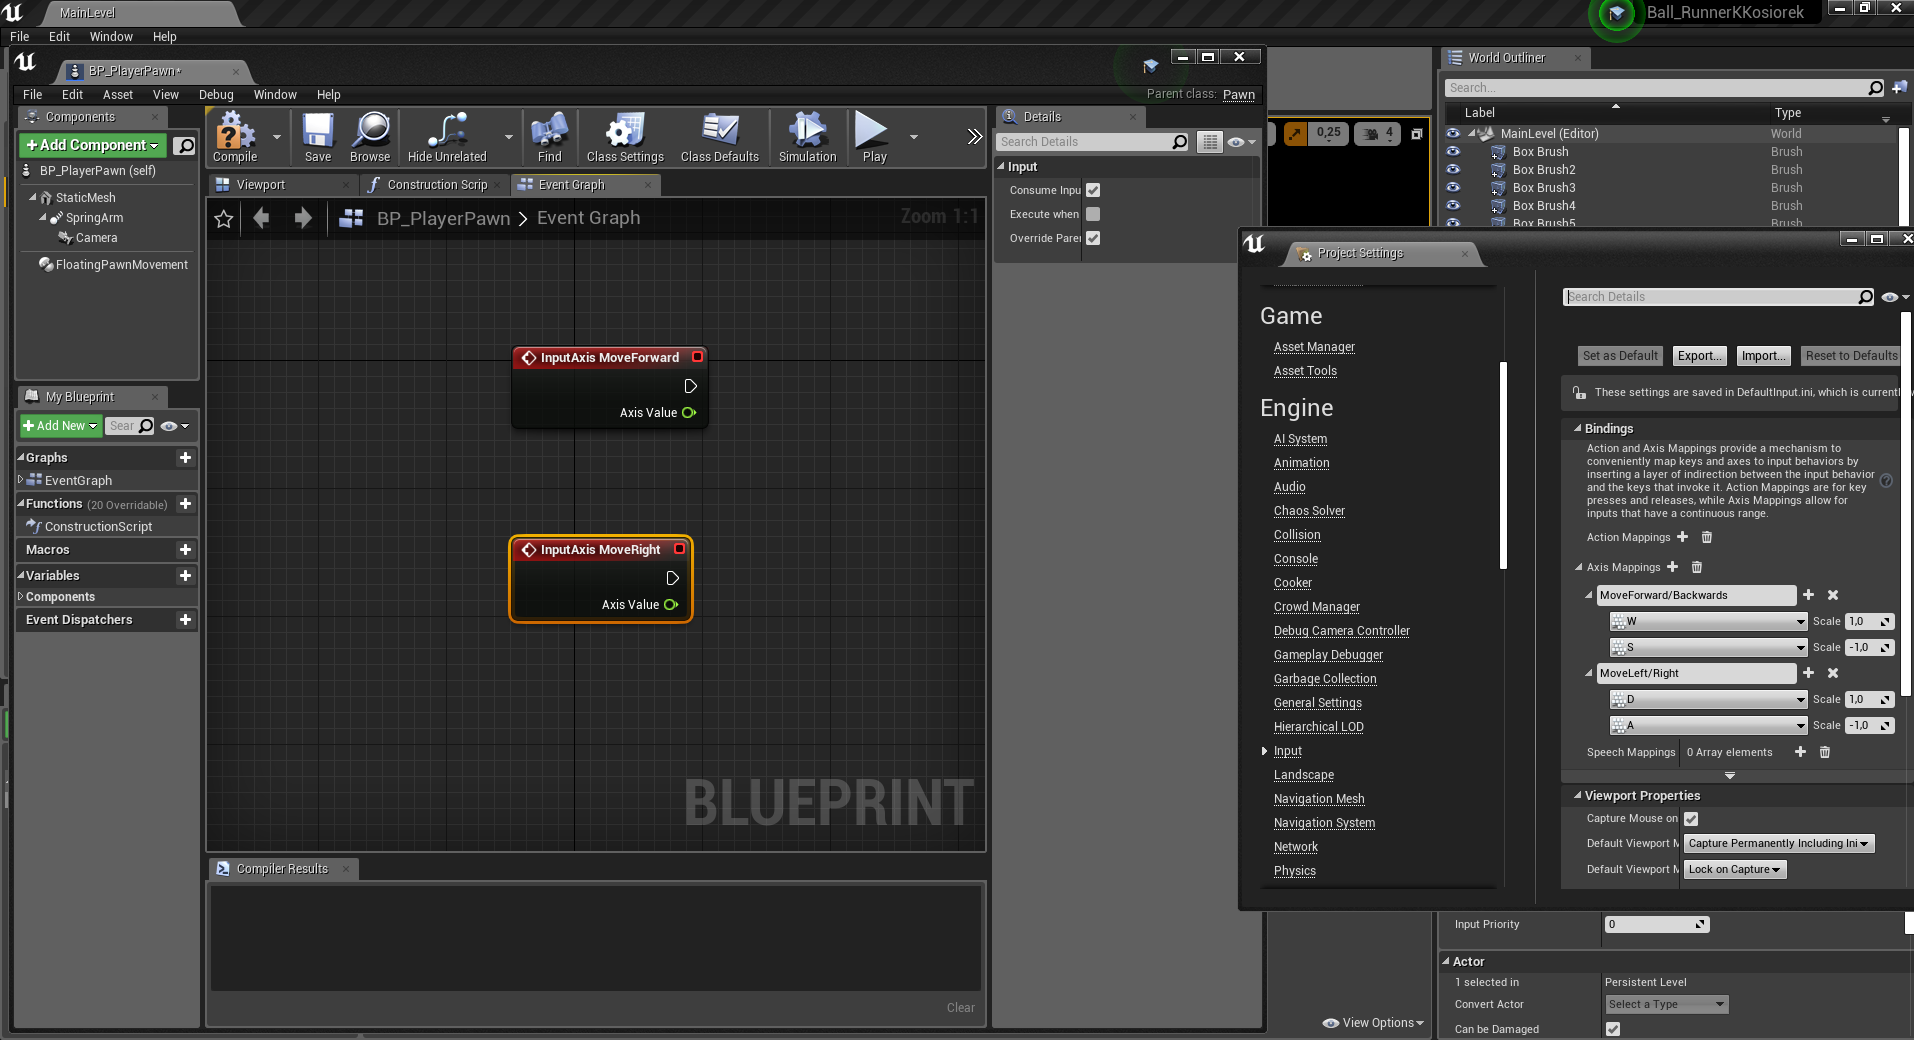 MainLevel
Ball_RunnerKKosiorek
File Edit Window Help
BP_PlayerPawn*
File Edit Asset View Debug Window Help
Parent class: Pawn
Components
+Add Component
BP_PlayerPawn (self)
StaticMesh
SpringArm
Camera
FloatingPawnMovement
My Blueprint
+Add New
Sear
Graphs
EventGraph
Functions (20 Overridable)
ConstructionScript
Macros
Variables
Components
Event Dispatchers
Compile
Save
Browse
Hide Unrelated
Find
Class Settings
Class Defaults
Simulation
Play
Viewport
Construction Scrip
Event Graph
BP_PlayerPawn > Event Graph
Zoom 1:1
InputAxis MoveForward
Axis Value
InputAxis MoveRight
Axis Value
BLUEPRINT
Compiler Results
Clear
Details
Search Details
Input
Consume Inpu
Execute when
Override Pare
0,25
4
World Outliner
Search...
Label Type
MainLevel (Editor) World
Box Brush Brush
Box Brush2 Brush
Box Brush3 Brush
Box Brush4 Brush
Box Brush5 Brush
Project Settings
Game
Asset Manager
Asset Tools
Engine
AI System
Animation
Audio
Chaos Solver
Collision
Console
Cooker
Crowd Manager
Debug Camera Controller
Gameplay Debugger
Garbage Collection
General Settings
Hierarchical LOD
Input
Landscape
Navigation Mesh
Navigation System
Network
Physics
Search Details
Set as Default Export... Import... Reset to Defaults
These settings are saved in DefaultInput.ini, which is currently
Bindings
Action and Axis Mappings provide a mechanism to
conveniently map keys and axes to input behaviors by
inserting a layer of indirection between the input behavior
and the keys that invoke it. Action Mappings are for key
presses and releases, while Axis Mappings allow for
inputs that have a continuous range.
Action Mappings
Axis Mappings
MoveForward/Backwards
W Scale 1,0
S Scale -1,0
MoveLeft/Right
D Scale 1,0
A Scale -1,0
Speech Mappings 0 Array elements
Viewport Properties
Capture Mouse on
Default Viewport M Capture Permanently Including Ini
Default Viewport M Lock on Capture
Input Priority 0
Actor
1 selected in Persistent Level
Convert Actor Select a Type
Can be Damaged
View Options